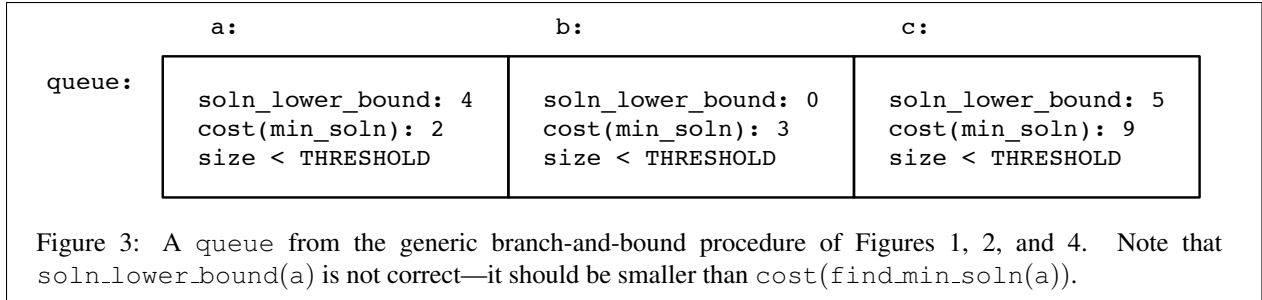 a: b: c:
queue:
soln_lower_bound: 4 soln_lower_bound: 0 soln_lower_bound: 5
cost(min_soln): 2 cost(min_soln): 3 cost(min_soln): 9
size < THRESHOLD size < THRESHOLD size < THRESHOLD
Figure 3: A queue from the generic branch-and-bound procedure of Figures 1, 2, and 4. Note that
soln_lower_bound(a) is not correct—it should be smaller than cost(find_min_soln(a)).